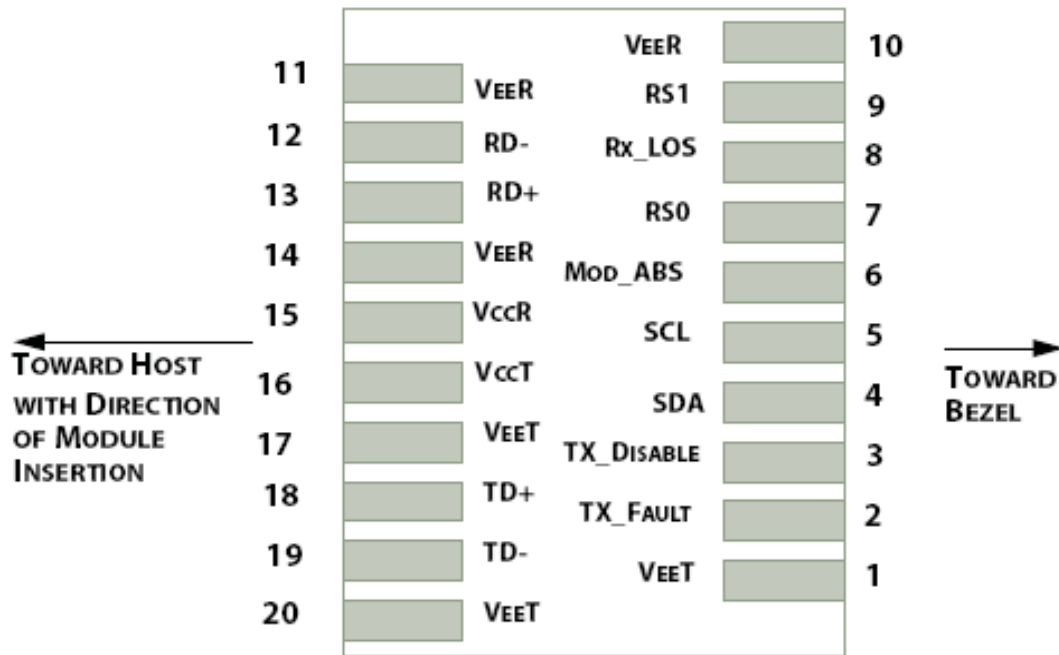 VEER 10
11 VEER
RS1 9
12 RD-
Rx_LOS 8
13 RD+
RS0 7
14 VEER
MOD_ABS 6
15 VCCR
SCL 5
TOWARD HOST
WITH DIRECTION
OF MODULE
INSERTION
TOWARD
BEZEL
16 VCCT
SDA 4
17 VEET
TX_DISABLE 3
18 TD+
TX_FAULT 2
19 TD-
VEET 1
20 VEET